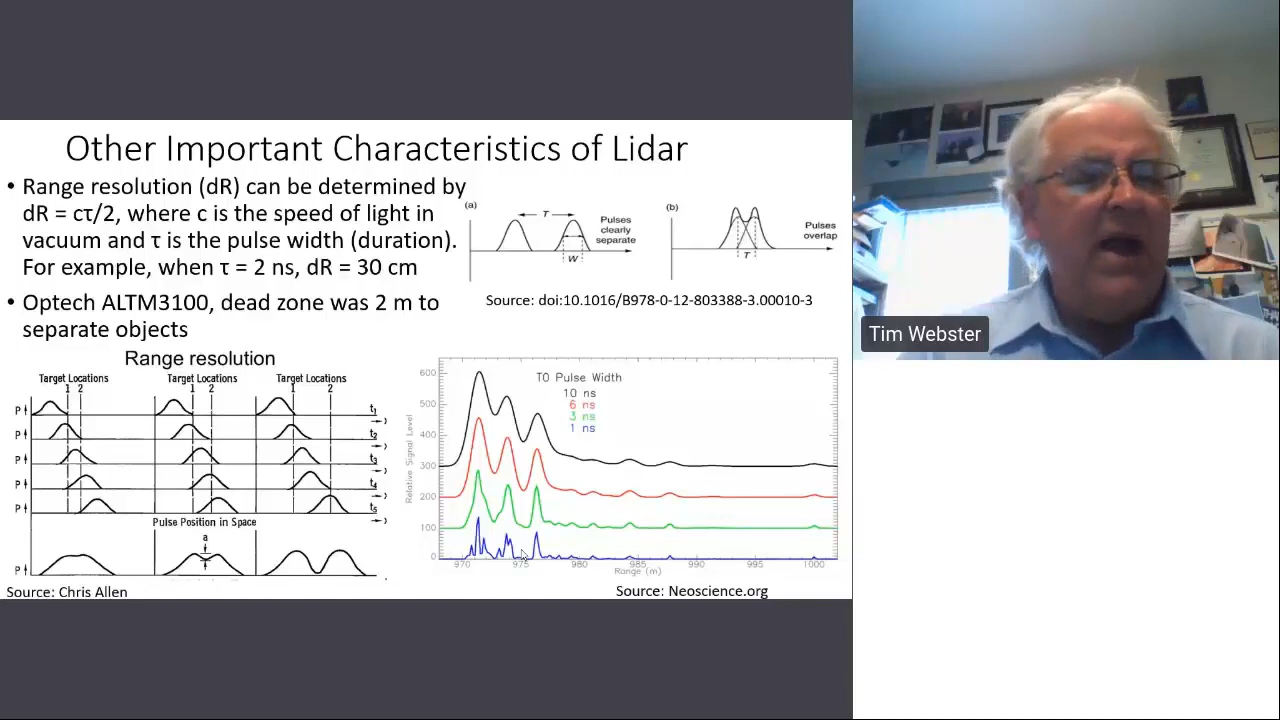 Other Important Characteristics of Lidar
• Range resolution (dR) can be determined by
dR = cτ/2, where c is the speed of light in
vacuum and τ is the pulse width (duration).
For example, when τ = 2 ns, dR = 30 cm
• Optech ALTM3100, dead zone was 2 m to
separate objects
(a)
T
Pulses
clearly
separate
W
(b)
Pulses
overlap
T
Source: doi:10.1016/B978-0-12-803388-3.00010-3
Range resolution
Target Locations
1 2
Target Locations
1 2
Target Locations
1 2
P t₁
P t₂
P t₃
P t₄
P t₅
Pulse Position in Space
a
P
Source: Chris Allen
TO Pulse Width
10 ns
6 ns
3 ns
1 ns
Relative Signal Level
600
500
400
300
200
100
0
970 975 980 985 990 995 1000
Range (m)
Source: Neoscience.org
Tim Webster